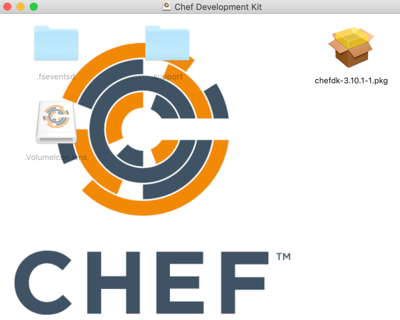 Chef Development Kit
.fseventsd
.support
chefdk-3.10.1-1.pkg
.VolumeIcon.icns
CHEF™